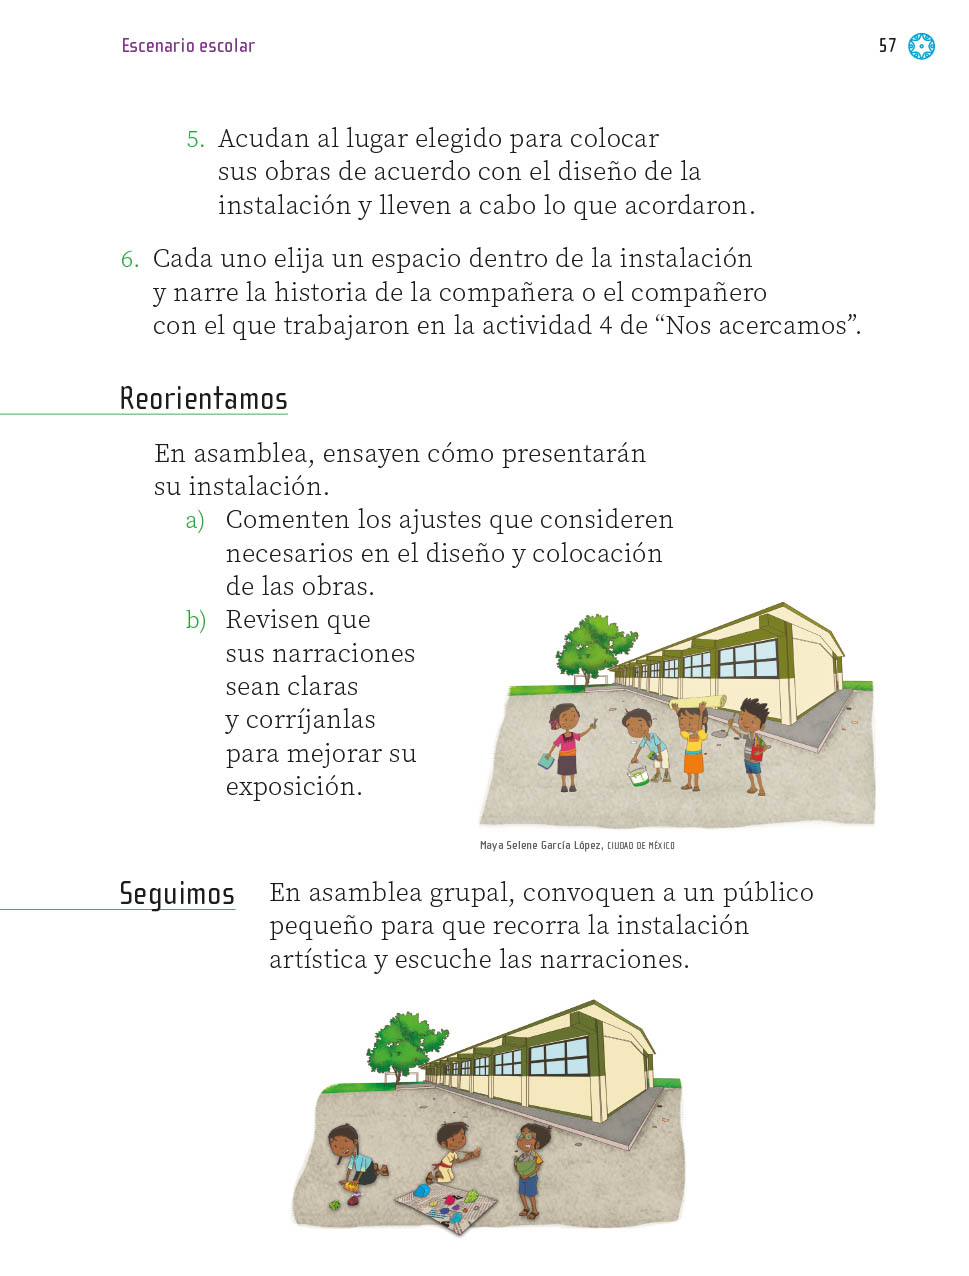 Escenario escolar
57
5. Acudan al lugar elegido para colocar
sus obras de acuerdo con el diseño de la
instalación y lleven a cabo lo que acordaron.
6. Cada uno elija un espacio dentro de la instalación
y narre la historia de la compañera o el compañero
con el que trabajaron en la actividad 4 de “Nos acercamos”.
Reorientamos
En asamblea, ensayen cómo presentarán
su instalación.
a) Comenten los ajustes que consideren
necesarios en el diseño y colocación
de las obras.
b) Revisen que
sus narraciones
sean claras
y corríjanlas
para mejorar su
exposición.
Maya Selene García López, CIUDAD DE MÉXICO
Seguimos
En asamblea grupal, convoquen a un público
pequeño para que recorra la instalación
artística y escuche las narraciones.